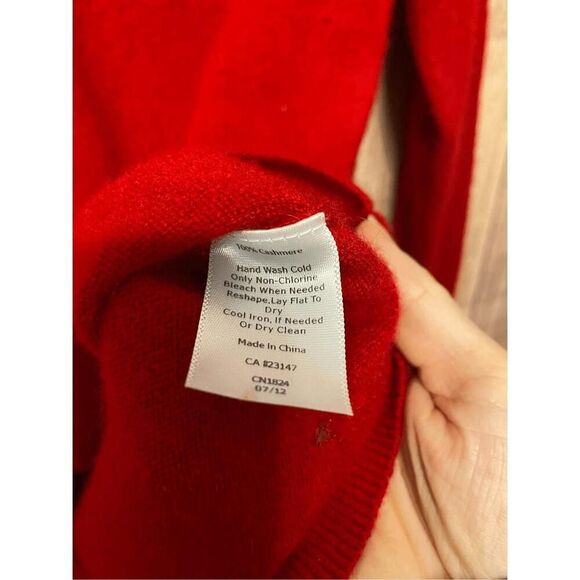 100% Cashmere
Hand Wash Cold
Only Non-Chlorine
Bleach When Needed
Reshape,Lay Flat To
Dry
Cool Iron, If Needed
Or Dry Clean
Made In China
CA #23147
CN1824
07/12